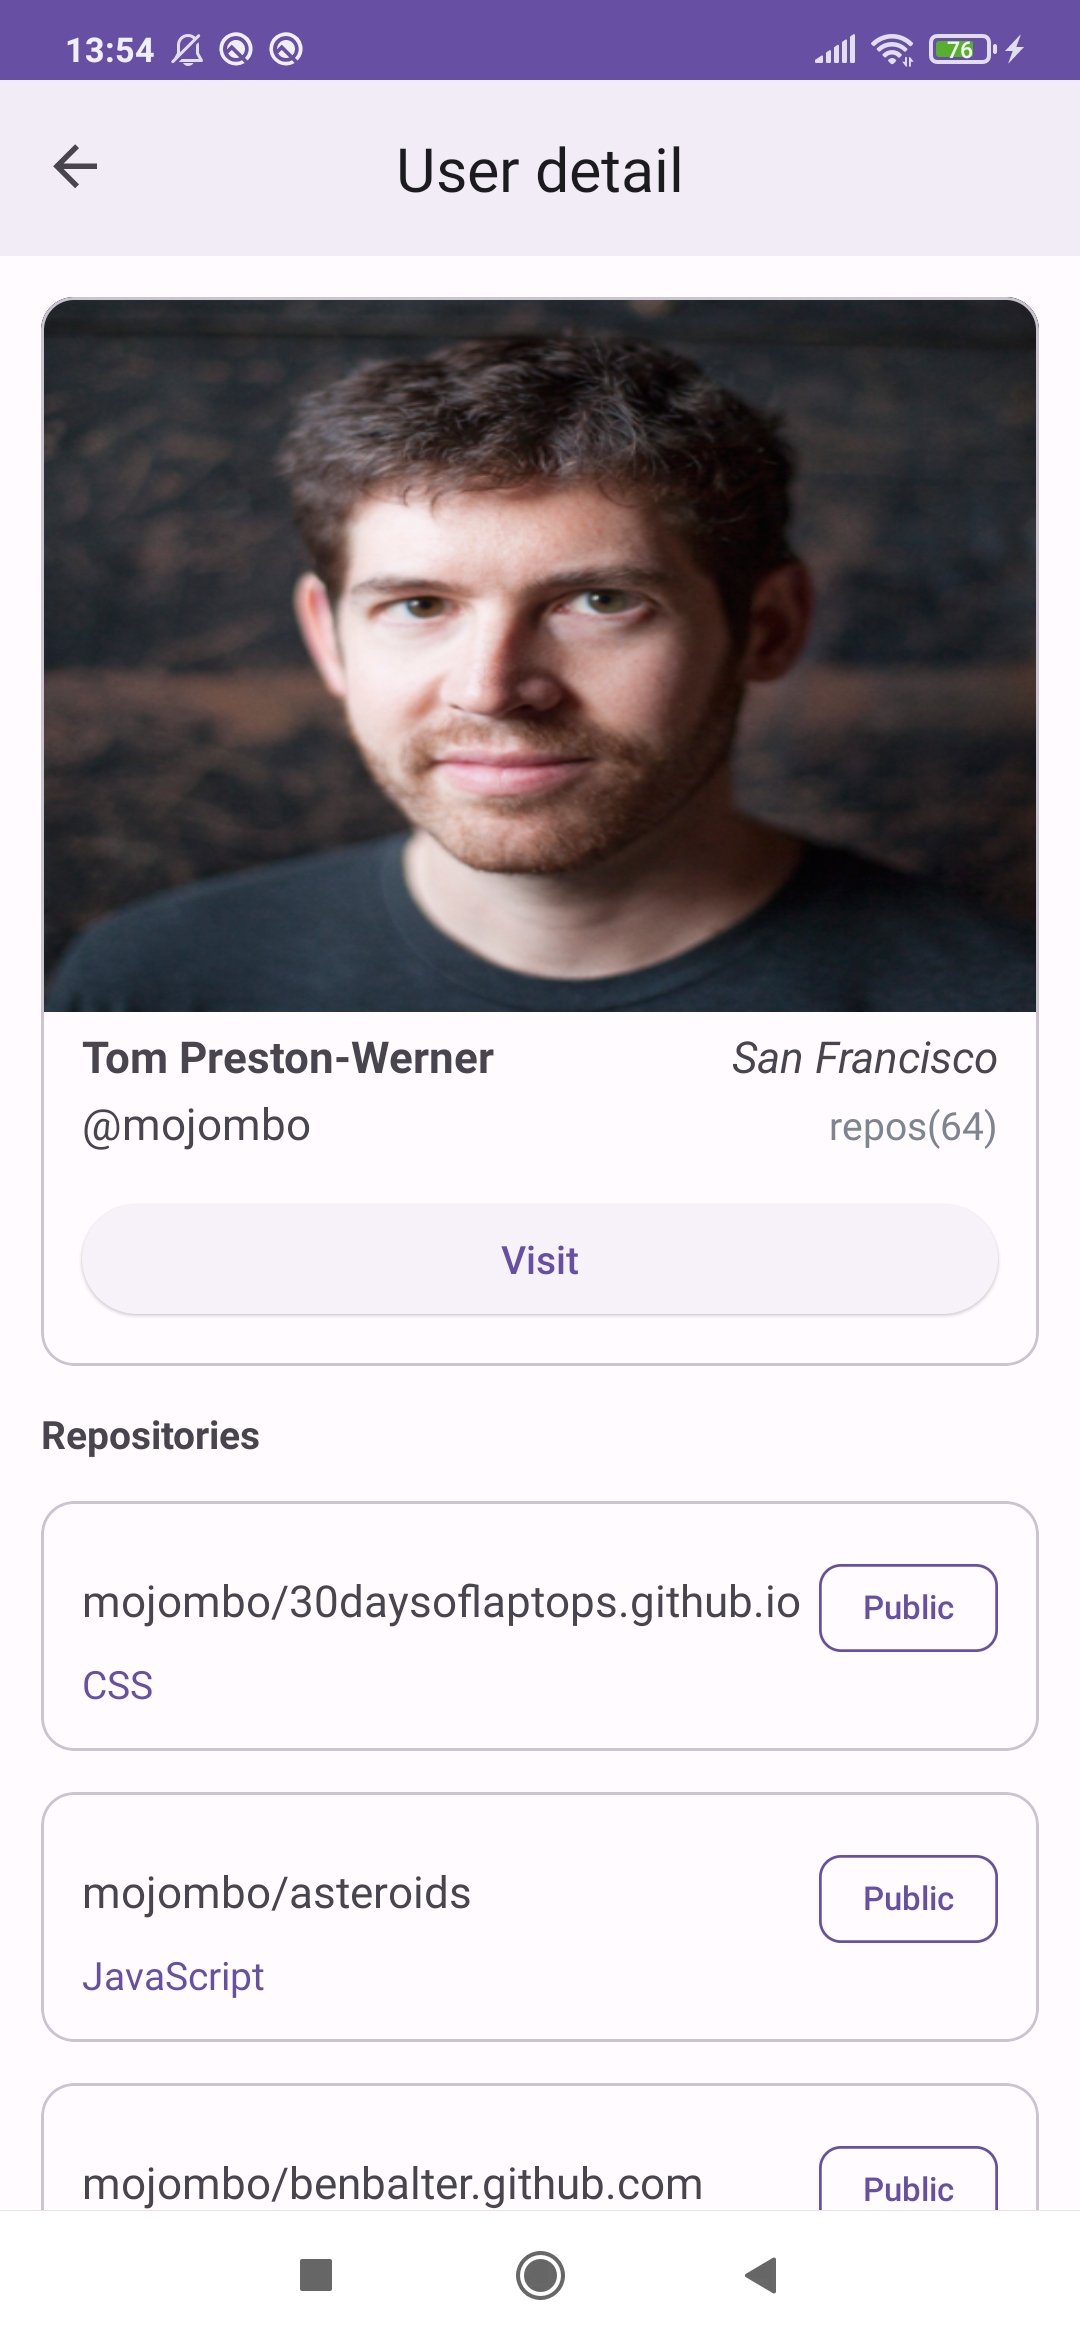 13:54
76
User detail
Tom Preston-Werner San Francisco
@mojombo repos(64)
Visit
Repositories
mojombo/30daysoflaptops.github.io Public
CSS
mojombo/asteroids Public
JavaScript
mojombo/benbalter.github.com Public